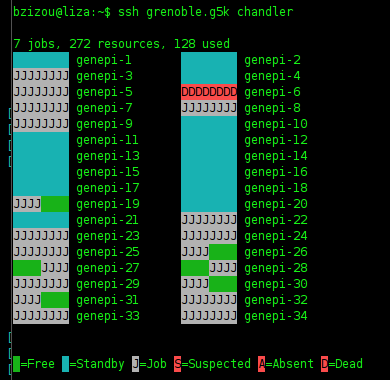 bzizou@liza:~$ ssh grenoble.g5k chandler
7 jobs, 272 resources, 128 used
genepi-1 genepi-2
JJJJJJJJ genepi-3 genepi-4
JJJJJJJJ genepi-5 DDDDDDDD genepi-6
JJJJJJJJ genepi-7 JJJJJJJJ genepi-8
JJJJJJJJ genepi-9 genepi-10
genepi-11 genepi-12
genepi-13 genepi-14
genepi-15 genepi-16
genepi-17 genepi-18
JJJJ genepi-19 genepi-20
genepi-21 JJJJJJJJ genepi-22
JJJJJJJJ genepi-23 JJJJJJJJ genepi-24
JJJJJJJJ genepi-25 JJJJ genepi-26
JJJJ genepi-27 JJJJ genepi-28
JJJJJJJJ genepi-29 JJJJ genepi-30
JJJJ genepi-31 JJJJJJJJ genepi-32
JJJJJJJJ genepi-33 JJJJJJJJ genepi-34
=Free =Standby J=Job S=Suspected A=Absent D=Dead